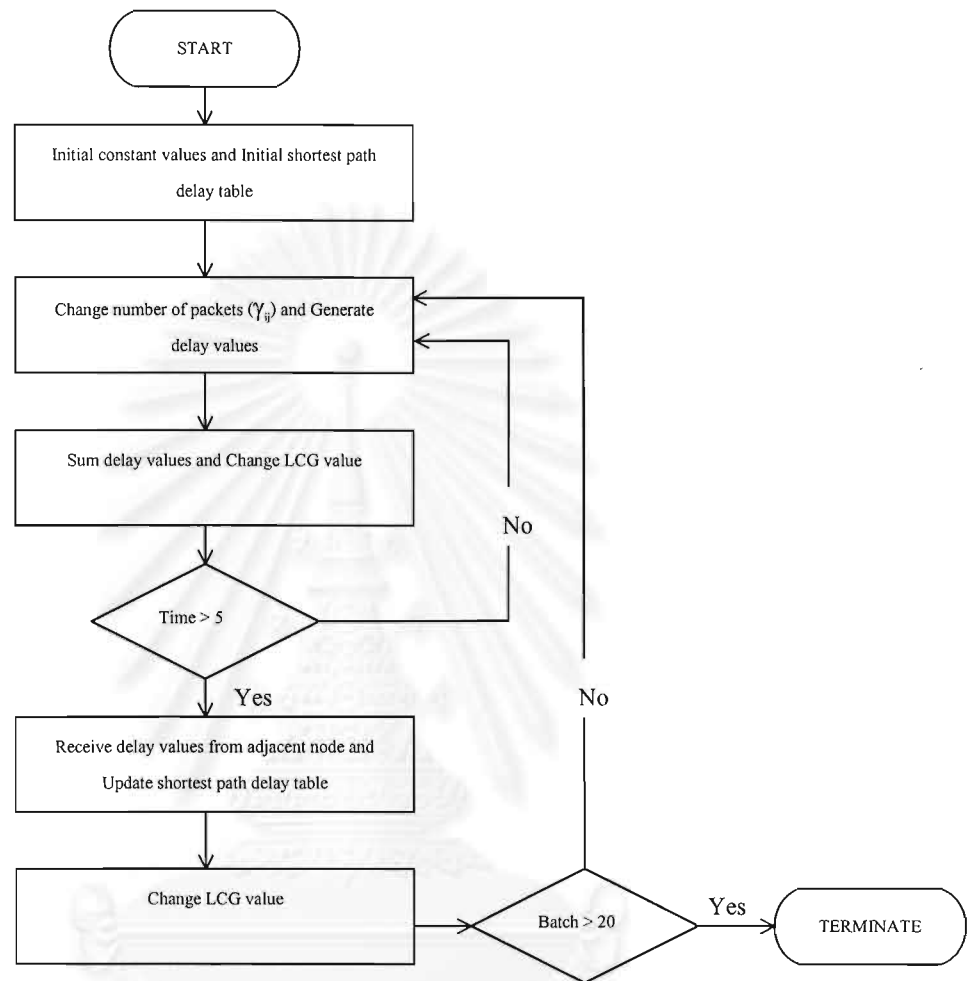 START
Initial constant values and Initial shortest path
delay table
Change number of packets (γij) and Generate
delay values
Sum delay values and Change LCG value
No
Time > 5
Yes
No
Receive delay values from adjacent node and
Update shortest path delay table
Change LCG value
Batch > 20
Yes
TERMINATE